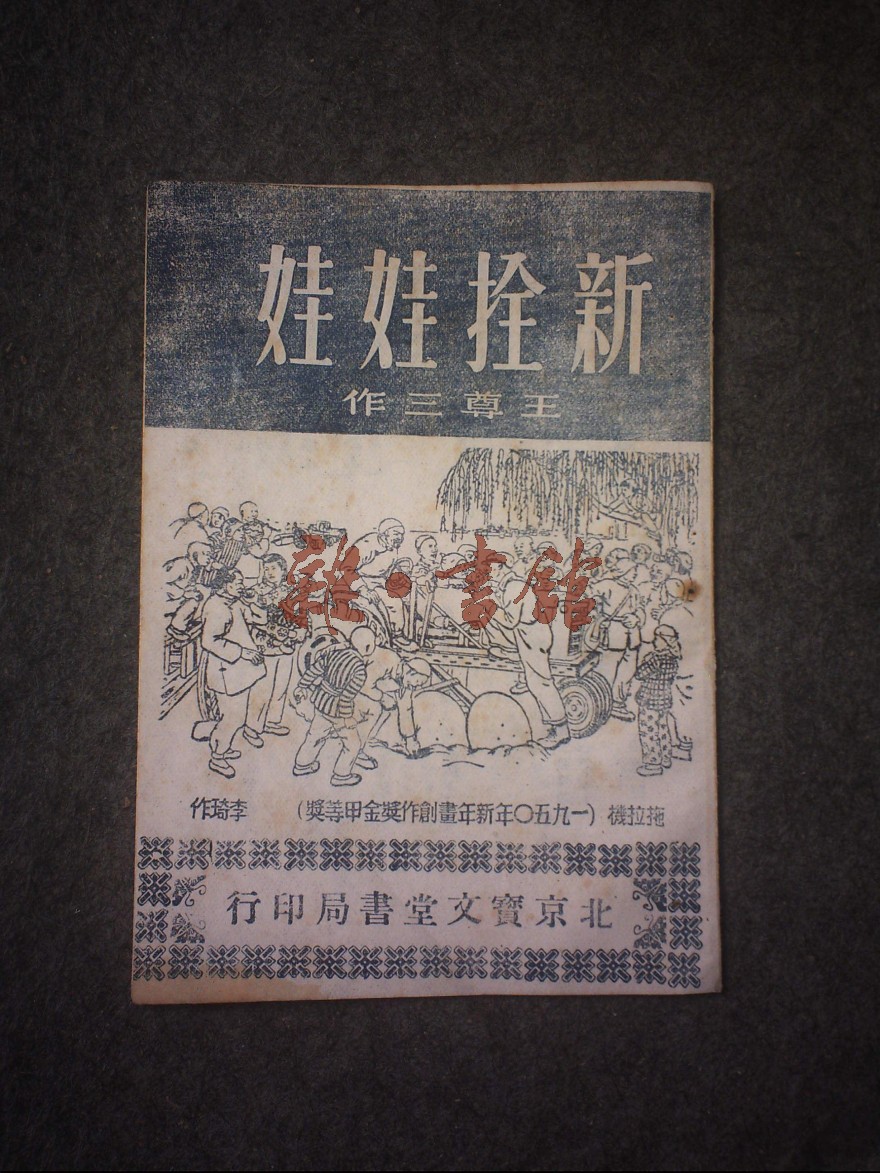 新拴娃娃
王尊三作
雜·書館
拖拉機(一九五〇年新年畫創作獎金甲等獎) 李琦作
北京寶文堂書局印行